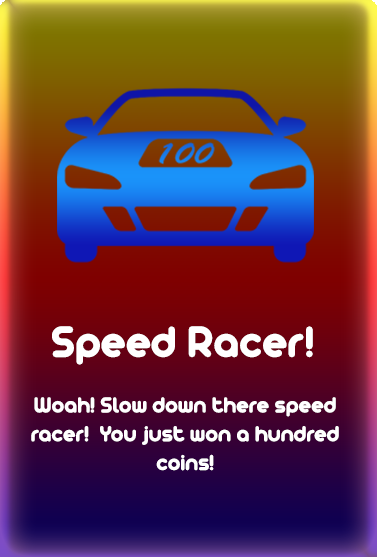 100
Speed Racer!
Woah! Slow down there speed
racer!  You just won a hundred
coins!